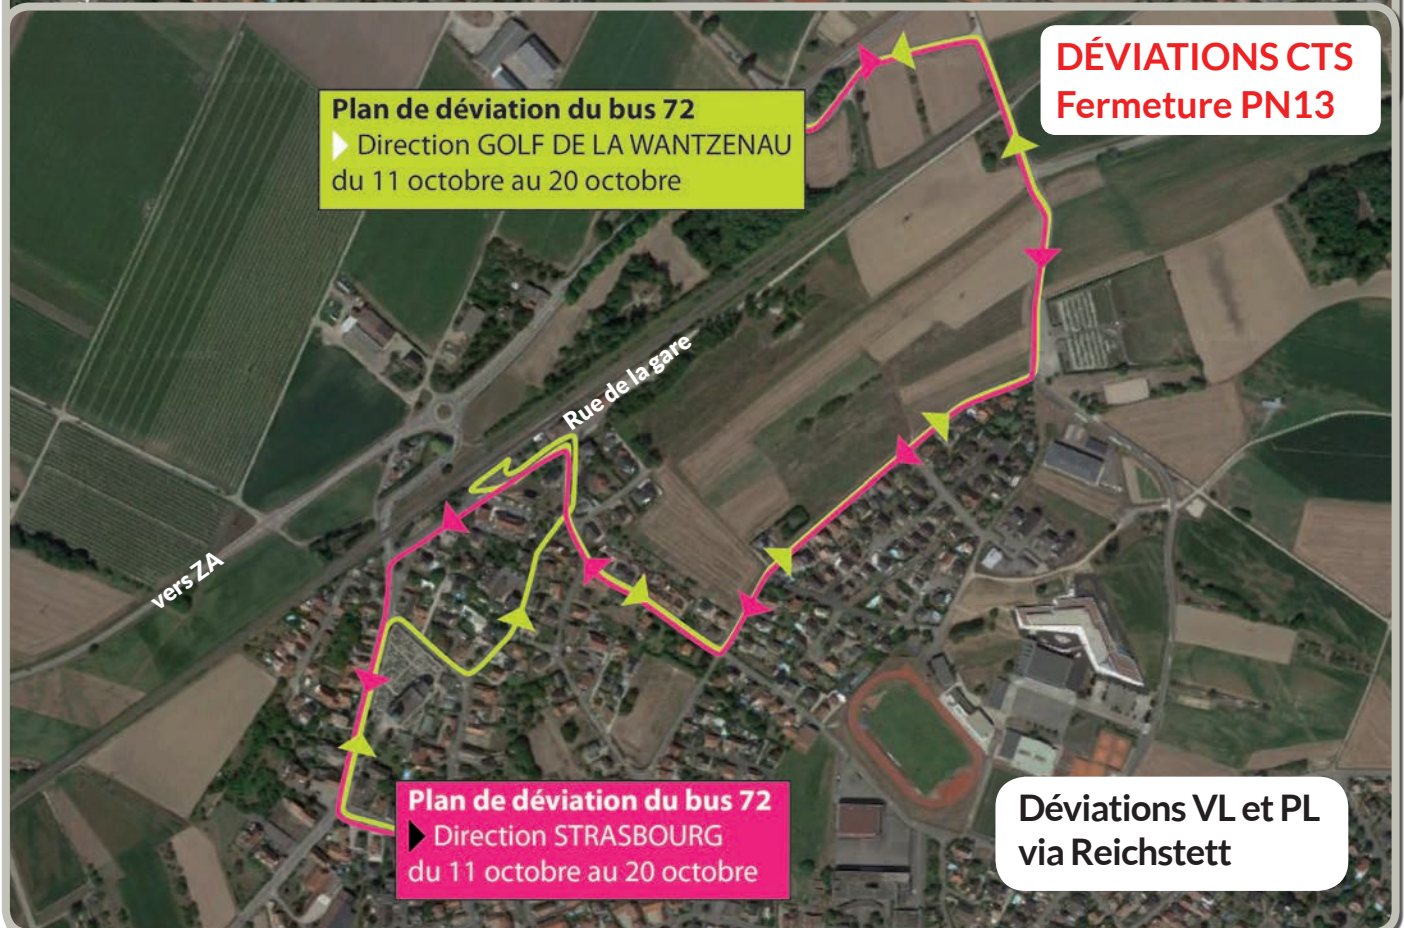 DÉVIATIONS CTS
Fermeture PN13
Plan de déviation du bus 72
Direction GOLF DE LA WANTZENAU
du 11 octobre au 20 octobre
Rue de la gare
vers ZA
Plan de déviation du bus 72
Direction STRASBOURG
du 11 octobre au 20 octobre
Déviations VL et PL
via Reichstett